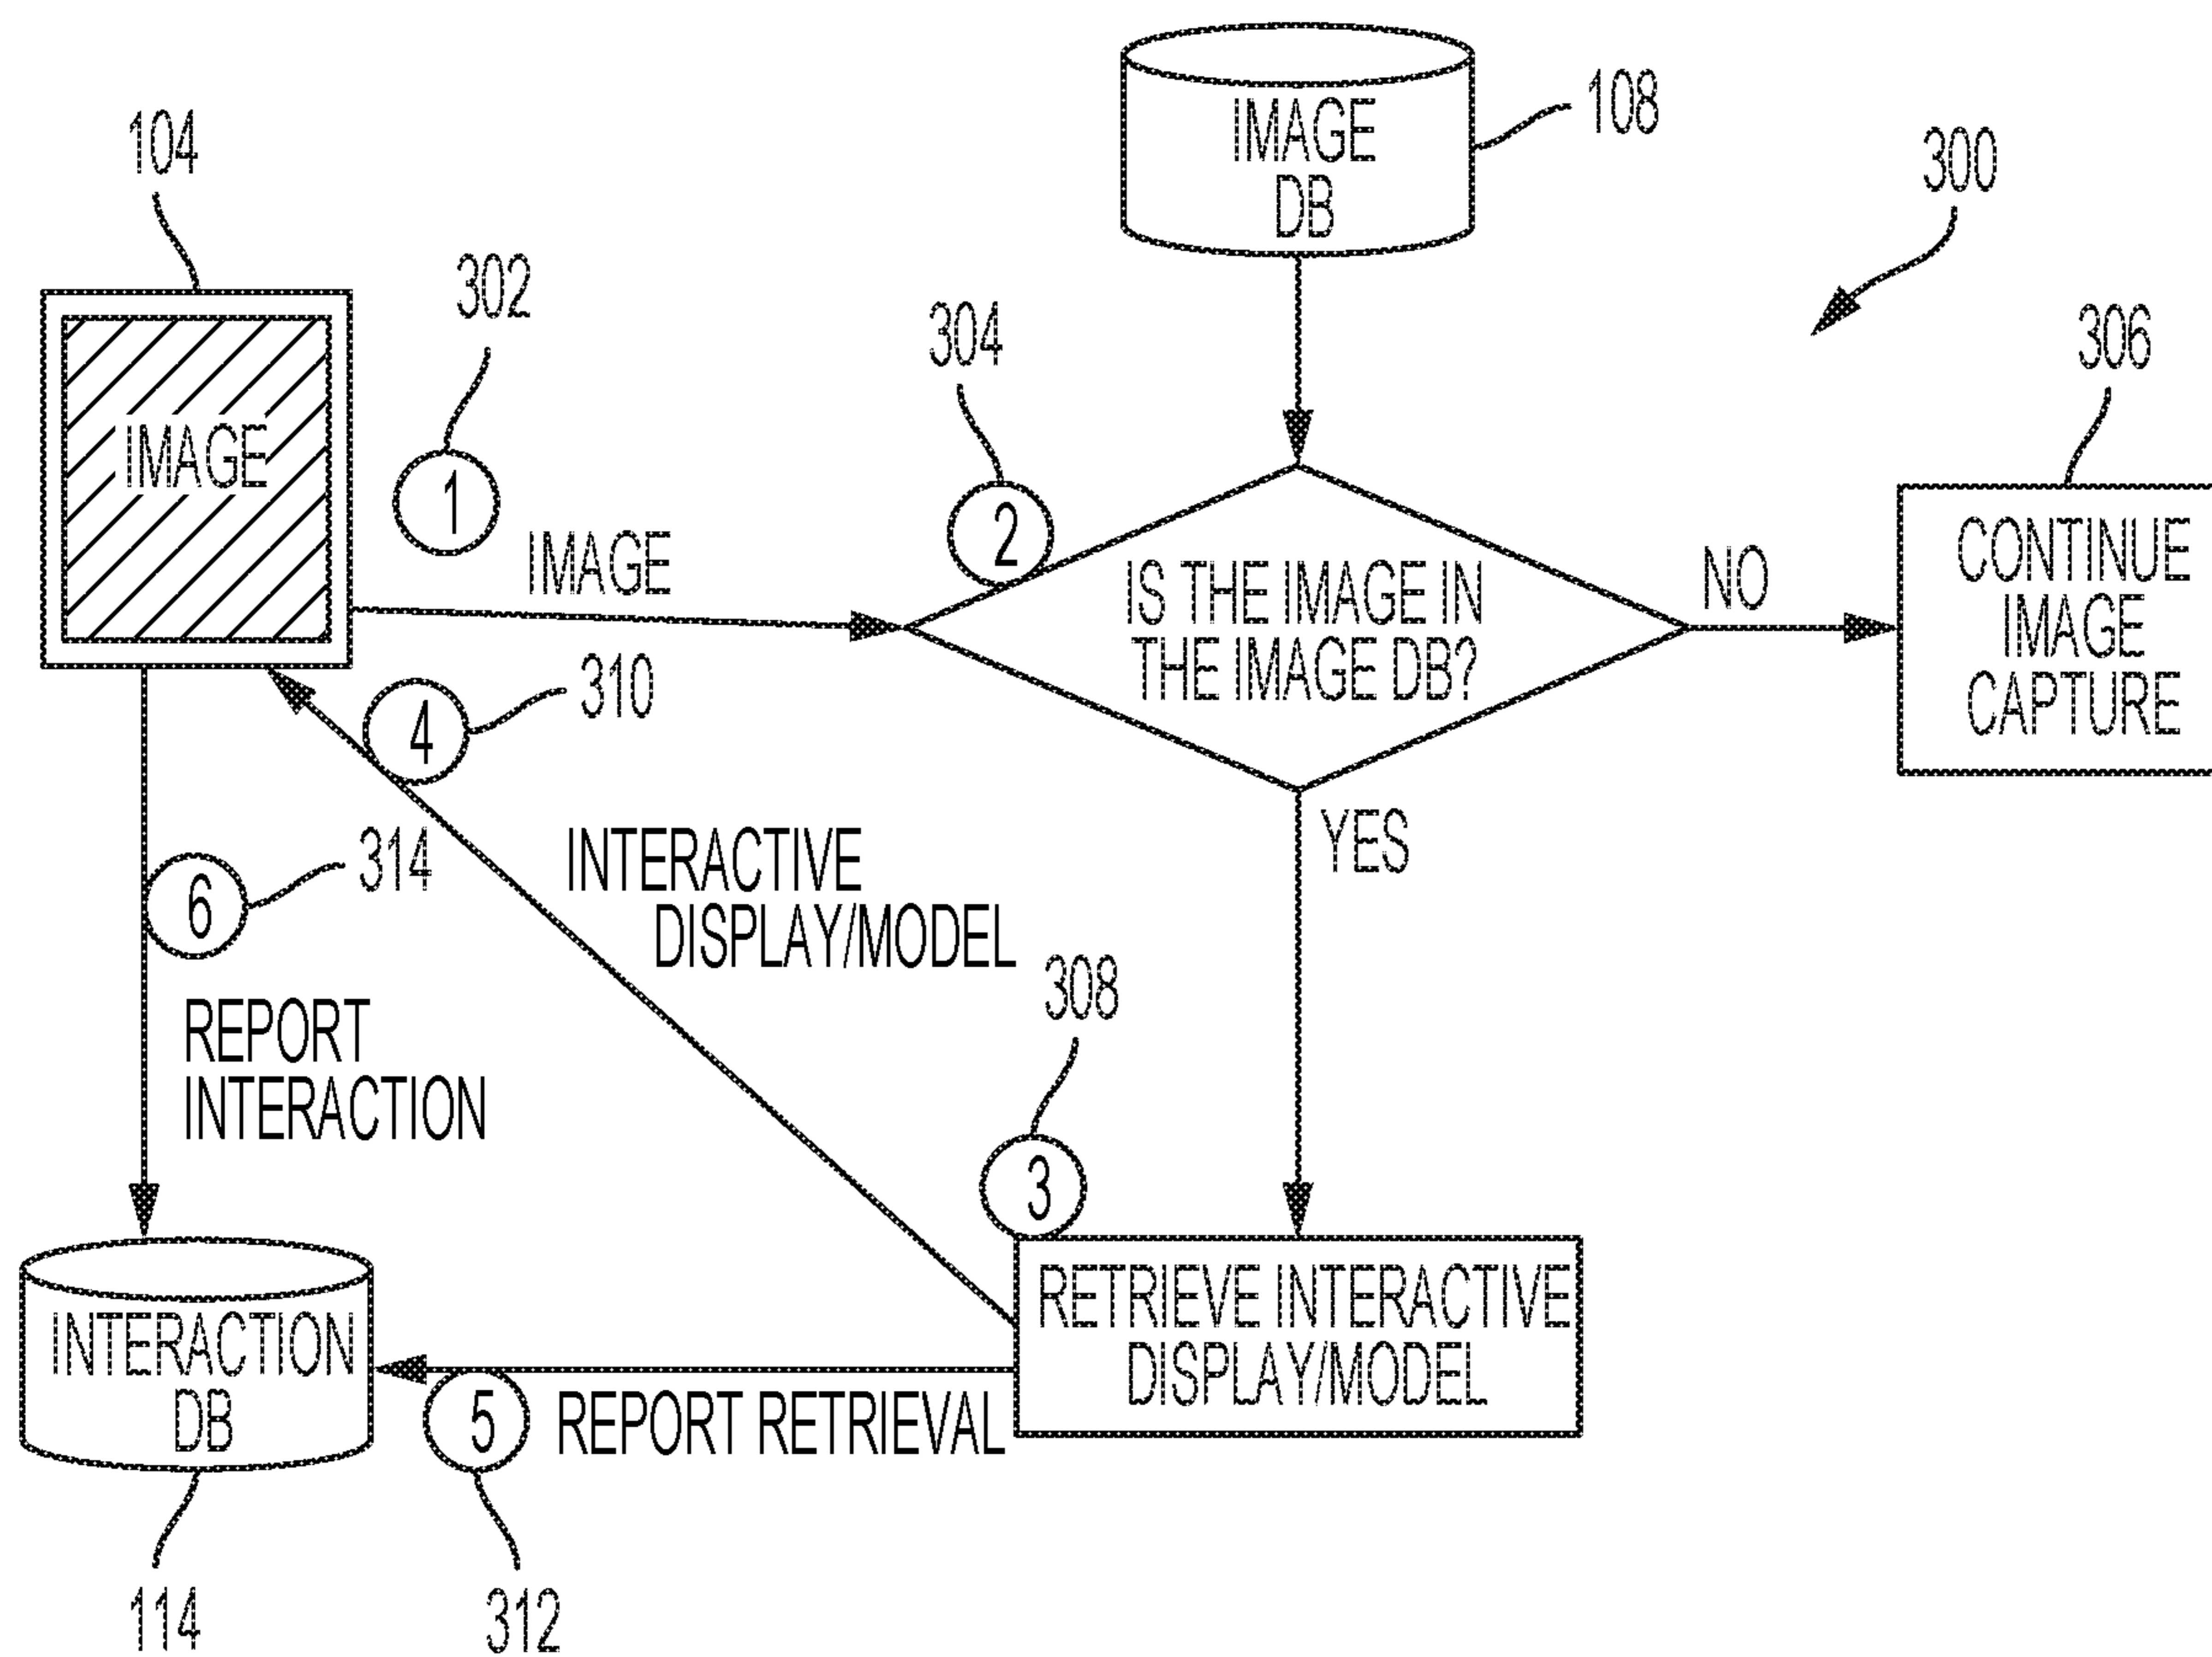 IMAGE
DB
108
300
104
302
304
306
IMAGE
1
2
IMAGE
IS THE IMAGE IN
THE IMAGE DB?
NO
CONTINUE
IMAGE
CAPTURE
4
310
YES
6
314
INTERACTIVE
DISPLAY/MODEL
308
REPORT
INTERACTION
3
RETRIEVE INTERACTIVE
DISPLAY/MODEL
INTERACTION
DB
5
REPORT RETRIEVAL
114
312